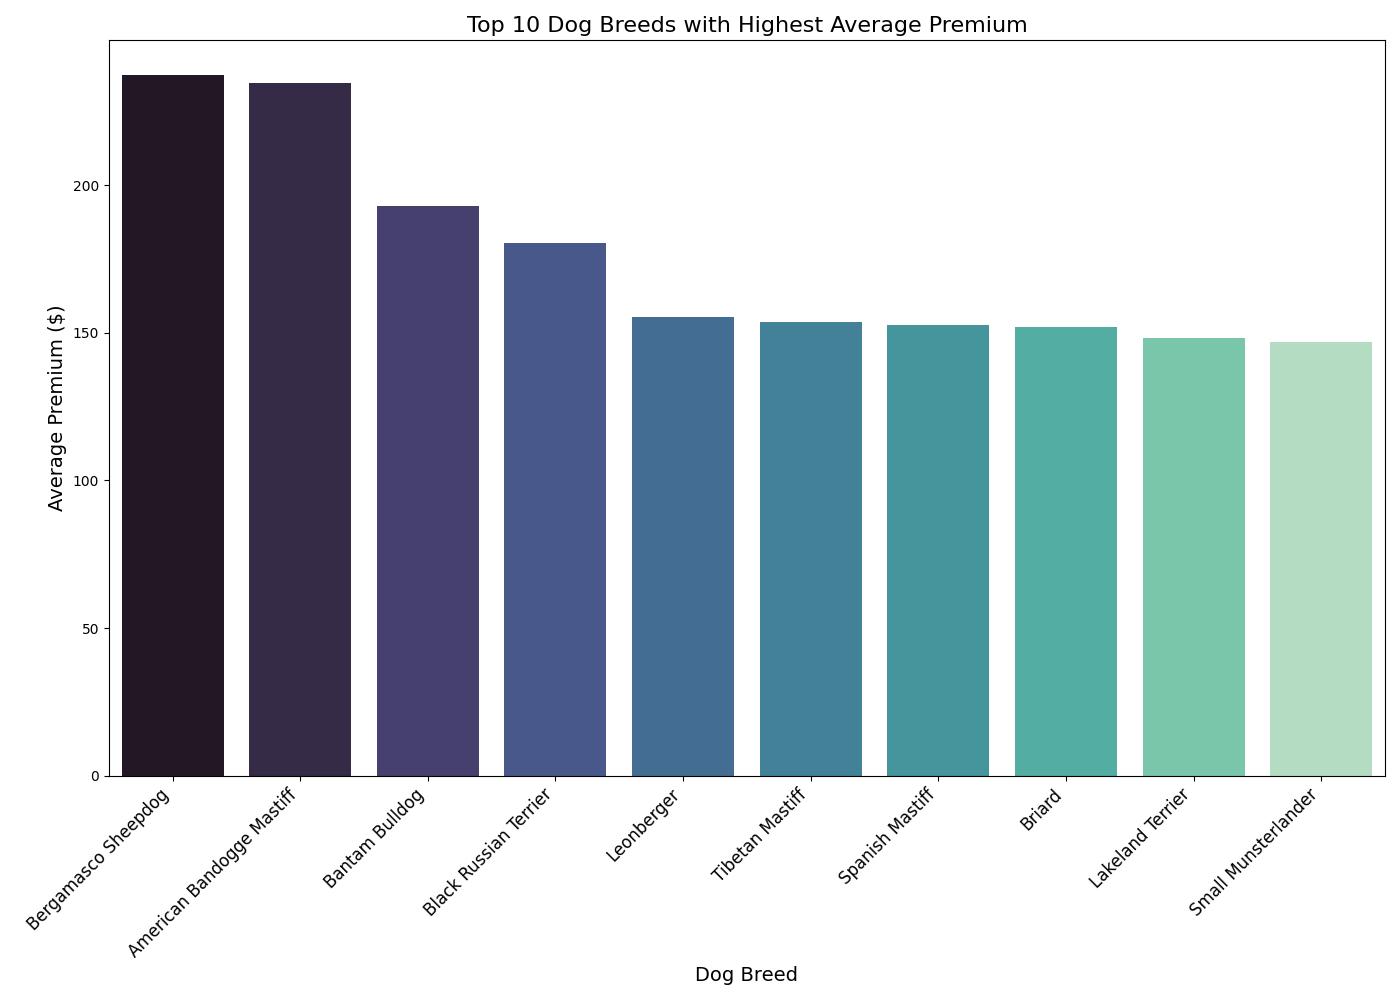 Top 10 Dog Breeds with Highest Average Premium
Average Premium ($)
200
150
100
50
0
Bergamasco Sheepdog
American Bandogge Mastiff
Bantam Bulldog
Black Russian Terrier
Leonberger
Tibetan Mastiff
Spanish Mastiff
Briard
Lakeland Terrier
Small Munsterlander
Dog Breed